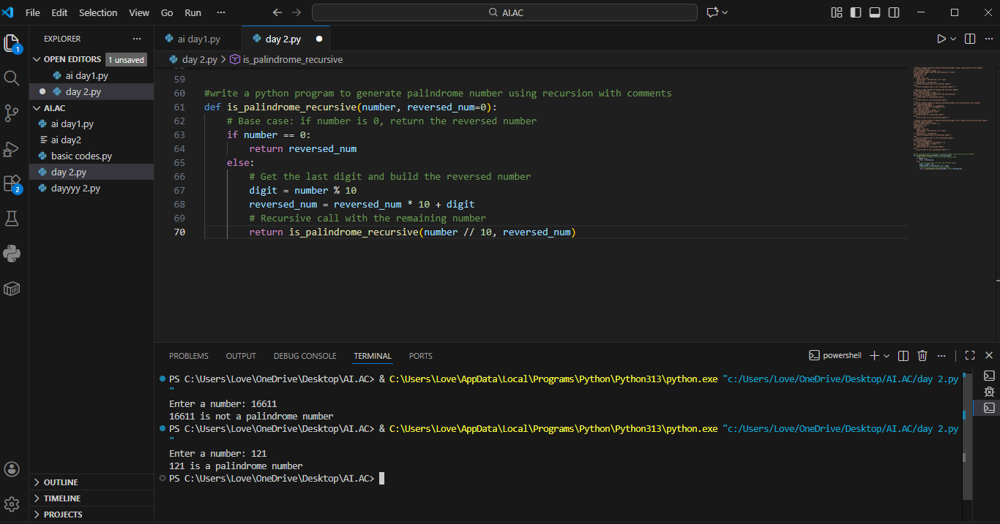 File Edit Selection View Go Run ··· AI.AC
EXPLORER ···
OPEN EDITORS 1 unsaved
ai day1.py
day 2.py
AI.AC
ai day1.py
ai day2
basic codes.py
day 2.py
dayyyy 2.py
OUTLINE
TIMELINE
PROJECTS
1
2
ai day1.py day 2.py
day 2.py > is_palindrome_recursive
59
60 #write a python program to generate palindrome number using recursion with comments
61 def is_palindrome_recursive(number, reversed_num=0):
62 # Base case: if number is 0, return the reversed number
63 if number == 0:
64 return reversed_num
65 else:
66 # Get the last digit and build the reversed number
67 digit = number % 10
68 reversed_num = reversed_num * 10 + digit
69 # Recursive call with the remaining number
70 return is_palindrome_recursive(number // 10, reversed_num)
PROBLEMS OUTPUT DEBUG CONSOLE TERMINAL PORTS powershell
PS C:\Users\Love\OneDrive\Desktop\AI.AC> & C:\Users\Love\AppData\Local\Programs\Python\Python313\python.exe "c:/Users/Love/OneDrive/Desktop/AI.AC/day 2.py
"
Enter a number: 16611
16611 is not a palindrome number
PS C:\Users\Love\OneDrive\Desktop\AI.AC> & C:\Users\Love\AppData\Local\Programs\Python\Python313\python.exe "c:/Users/Love/OneDrive/Desktop/AI.AC/day 2.py
"
Enter a number: 121
121 is a palindrome number
PS C:\Users\Love\OneDrive\Desktop\AI.AC>